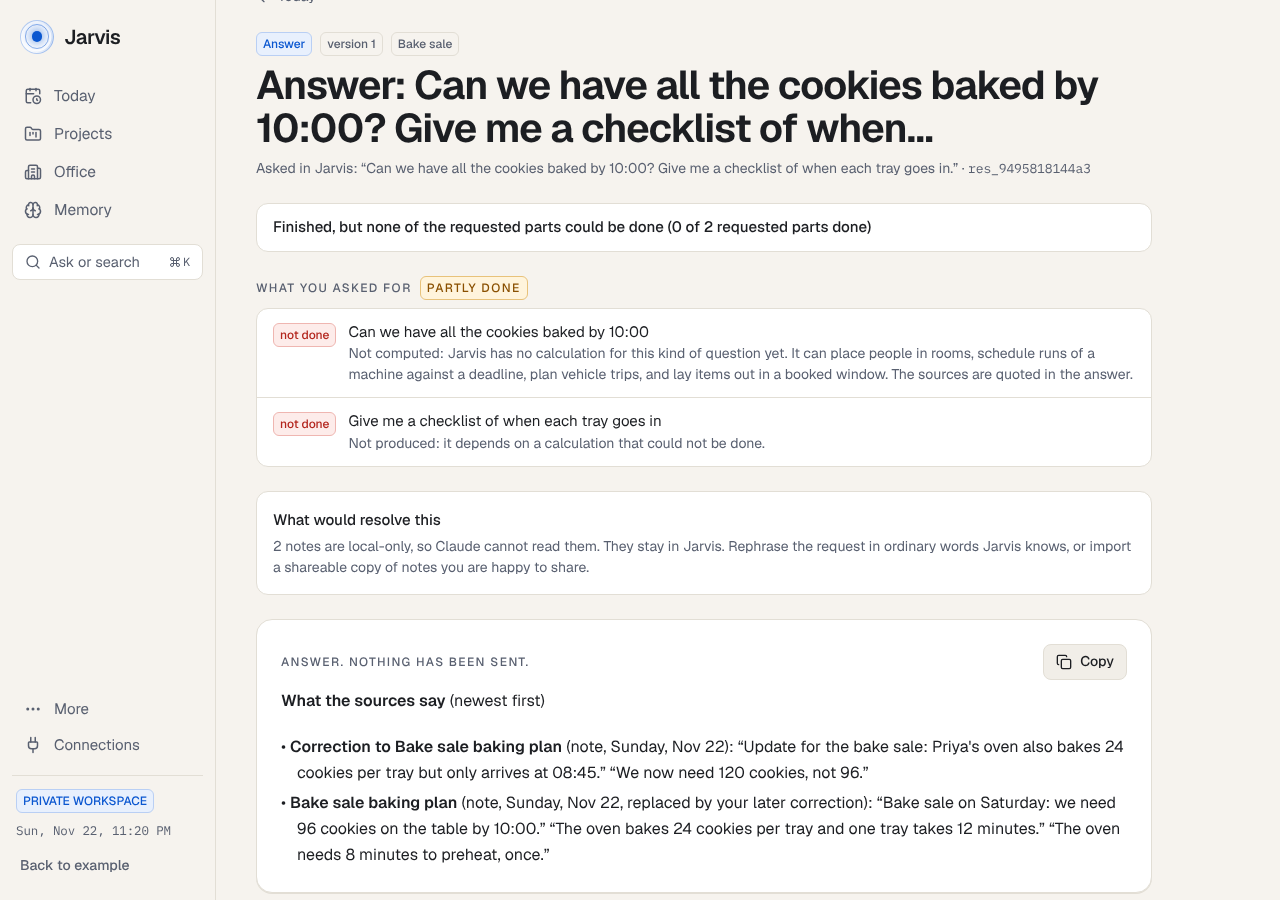 Jarvis
Today
Projects
Office
Memory
Ask or search ⌘ K
More
Connections
PRIVATE WORKSPACE
Sun, Nov 22, 11:20 PM
Back to example
Answer version 1 Bake sale
Answer: Can we have all the cookies baked by
10:00? Give me a checklist of when...
Asked in Jarvis: “Can we have all the cookies baked by 10:00? Give me a checklist of when each tray goes in.” · res_9495818144a3
Finished, but none of the requested parts could be done (0 of 2 requested parts done)
WHAT YOU ASKED FOR PARTLY DONE
not done Can we have all the cookies baked by 10:00
Not computed: Jarvis has no calculation for this kind of question yet. It can place people in rooms, schedule runs of a
machine against a deadline, plan vehicle trips, and lay items out in a booked window. The sources are quoted in the answer.
not done Give me a checklist of when each tray goes in
Not produced: it depends on a calculation that could not be done.
What would resolve this
2 notes are local-only, so Claude cannot read them. They stay in Jarvis. Rephrase the request in ordinary words Jarvis knows, or import
a shareable copy of notes you are happy to share.
ANSWER. NOTHING HAS BEEN SENT. Copy
What the sources say (newest first)
• Correction to Bake sale baking plan (note, Sunday, Nov 22): “Update for the bake sale: Priya's oven also bakes 24
cookies per tray but only arrives at 08:45.” “We now need 120 cookies, not 96.”
• Bake sale baking plan (note, Sunday, Nov 22, replaced by your later correction): “Bake sale on Saturday: we need
96 cookies on the table by 10:00.” “The oven bakes 24 cookies per tray and one tray takes 12 minutes.” “The oven
needs 8 minutes to preheat, once.”